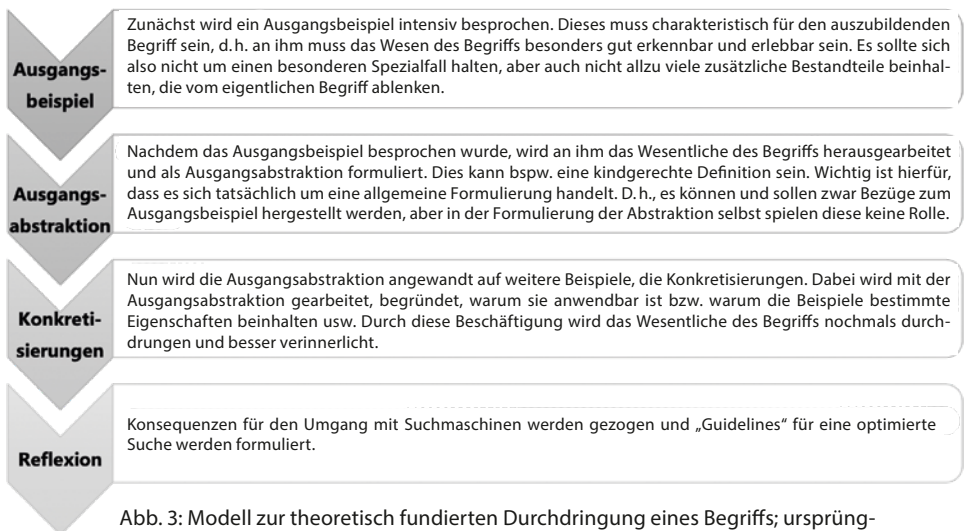 Ausgangs-
beispiel
Zunächst wird ein Ausgangsbeispiel intensiv besprochen. Dieses muss charakteristisch für den auszubildenden
Begriff sein, d. h. an ihm muss das Wesen des Begriffs besonders gut erkennbar und erlebbar sein. Es sollte sich
also nicht um einen besonderen Spezialfall halten, aber auch nicht allzu viele zusätzliche Bestandteile beinhal-
ten, die vom eigentlichen Begriff ablenken.
Ausgangs-
abstraktion
Nachdem das Ausgangsbeispiel besprochen wurde, wird an ihm das Wesentliche des Begriffs herausgearbeitet
und als Ausgangsabstraktion formuliert. Dies kann bspw. eine kindgerechte Definition sein. Wichtig ist hierfür,
dass es sich tatsächlich um eine allgemeine Formulierung handelt. D. h., es können und sollen zwar Bezüge zum
Ausgangsbeispiel hergestellt werden, aber in der Formulierung der Abstraktion selbst spielen diese keine Rolle.
Konkreti-
sierungen
Nun wird die Ausgangsabstraktion angewandt auf weitere Beispiele, die Konkretisierungen. Dabei wird mit der
Ausgangsabstraktion gearbeitet, begründet, warum sie anwendbar ist bzw. warum die Beispiele bestimmte
Eigenschaften beinhalten usw. Durch diese Beschäftigung wird das Wesentliche des Begriffs nochmals durch-
drungen und besser verinnerlicht.
Reflexion
Konsequenzen für den Umgang mit Suchmaschinen werden gezogen und „Guidelines“ für eine optimierte
Suche werden formuliert.
Abb. 3: Modell zur theoretisch fundierten Durchdringung eines Begriffs; ursprüng-